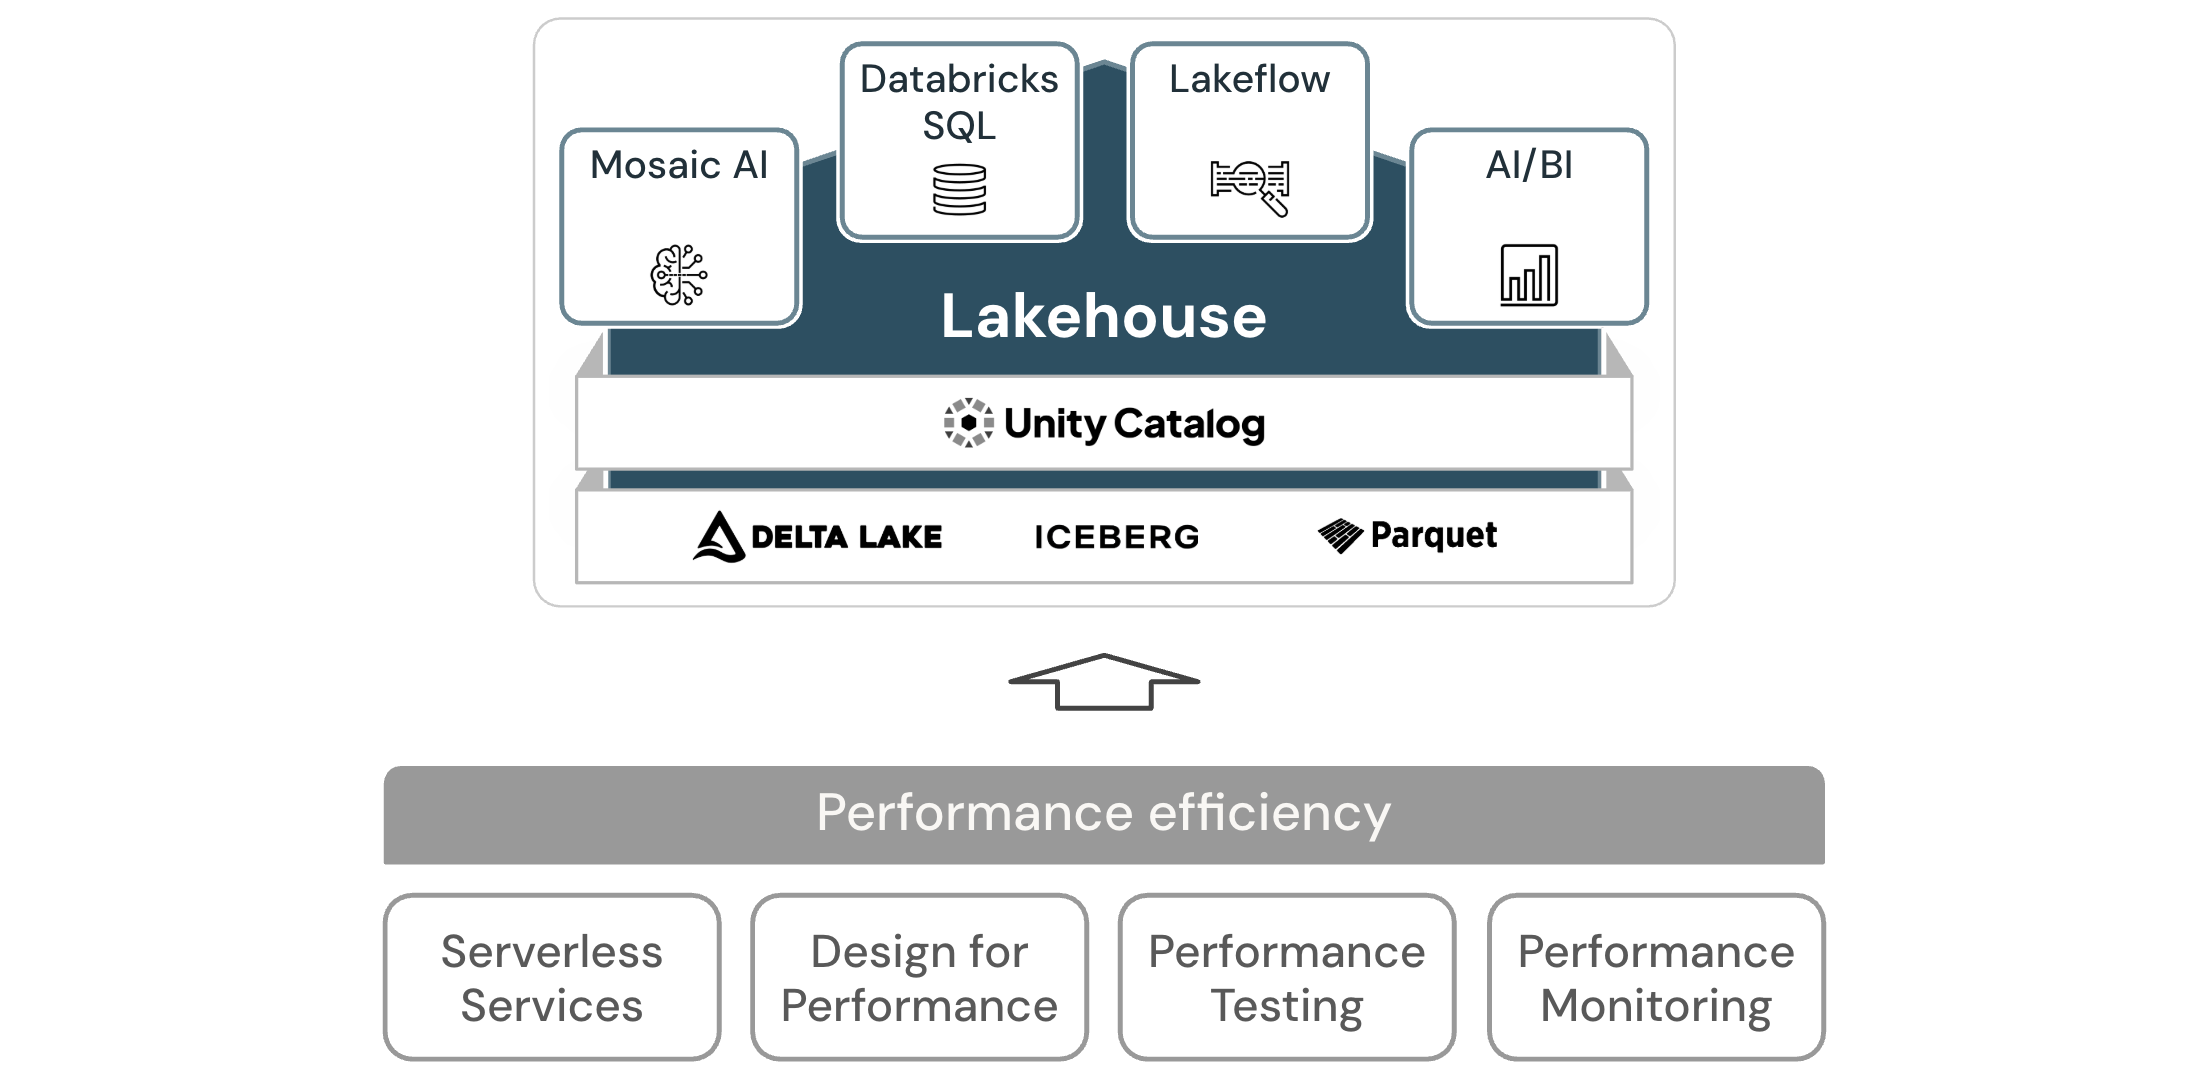 Databricks
SQL
Lakeflow
Mosaic AI
AI/BI
Lakehouse
Unity Catalog
DELTA LAKE
ICEBERG
Parquet
Performance efficiency
Serverless
Services
Design for
Performance
Performance
Testing
Performance
Monitoring